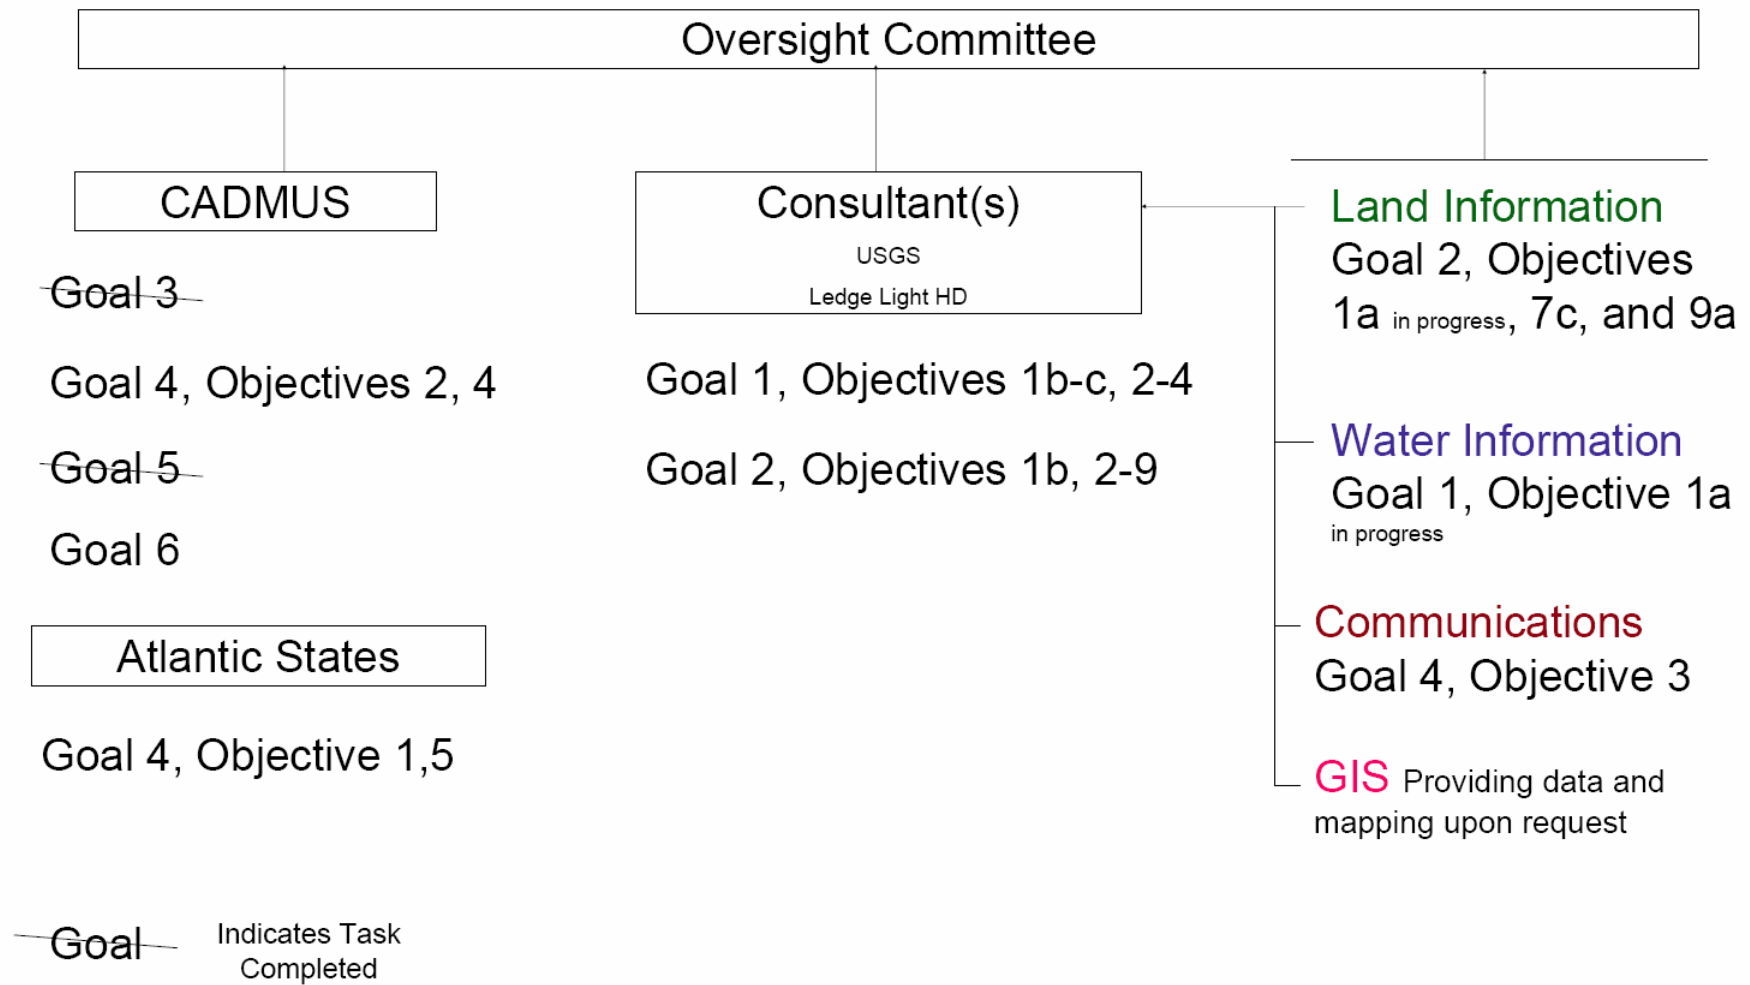 Oversight Committee
CADMUS
Goal 3
Goal 4, Objectives 2, 4
Goal 5
Goal 6
Atlantic States
Goal 4, Objective 1,5
Goal
Indicates Task
Completed
Consultant(s)
USGS
Ledge Light HD
Goal 1, Objectives 1b-c, 2-4
Goal 2, Objectives 1b, 2-9
Land Information
Goal 2, Objectives
1a in progress, 7c, and 9a
Water Information
Goal 1, Objective 1a
in progress
Communications
Goal 4, Objective 3
GIS Providing data and
mapping upon request